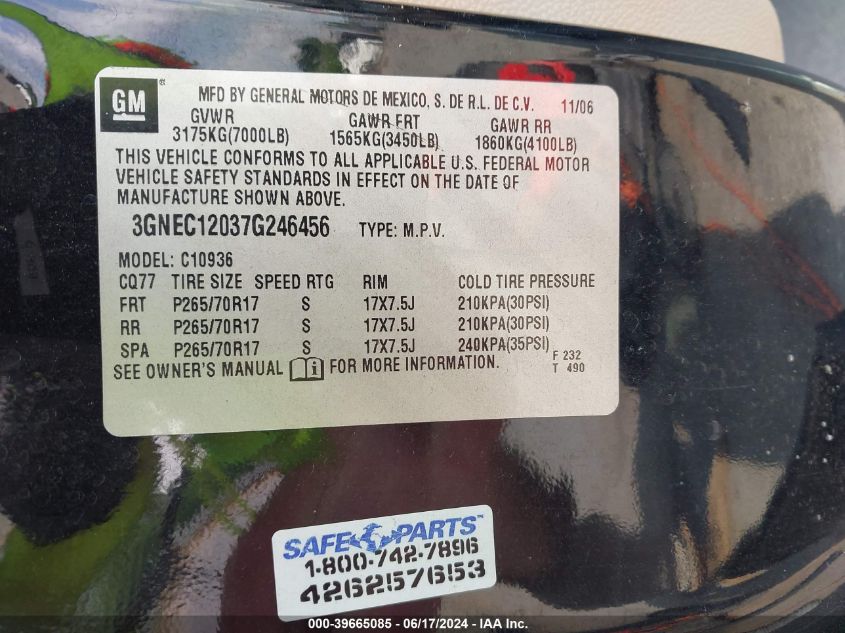 GM ® MFD BY GENERAL MOTORS DE MEXICO, S. DE R.L. DE C.V. 11/06
GVWR GAWR FRT GAWR RR
3175KG(7000LB) 1565KG(3450LB) 1860KG(4100LB)
THIS VEHICLE CONFORMS TO ALL APPLICABLE U.S. FEDERAL MOTOR
VEHICLE SAFETY STANDARDS IN EFFECT ON THE DATE OF
MANUFACTURE SHOWN ABOVE.
3GNEC12037G246456 TYPE: M.P.V.
MODEL: C10936
CQ77 TIRE SIZE SPEED RTG RIM COLD TIRE PRESSURE
FRT P265/70R17 S 17X7.5J 210KPA(30PSI)
RR P265/70R17 S 17X7.5J 210KPA(30PSI)
SPA P265/70R17 S 17X7.5J 240KPA(35PSI)
SEE OWNER'S MANUAL i FOR MORE INFORMATION.
F 232
T 490
SAFE PARTS
1-800-742-7896
426257653
000-39665085 - 06/17/2024 - IAA Inc.